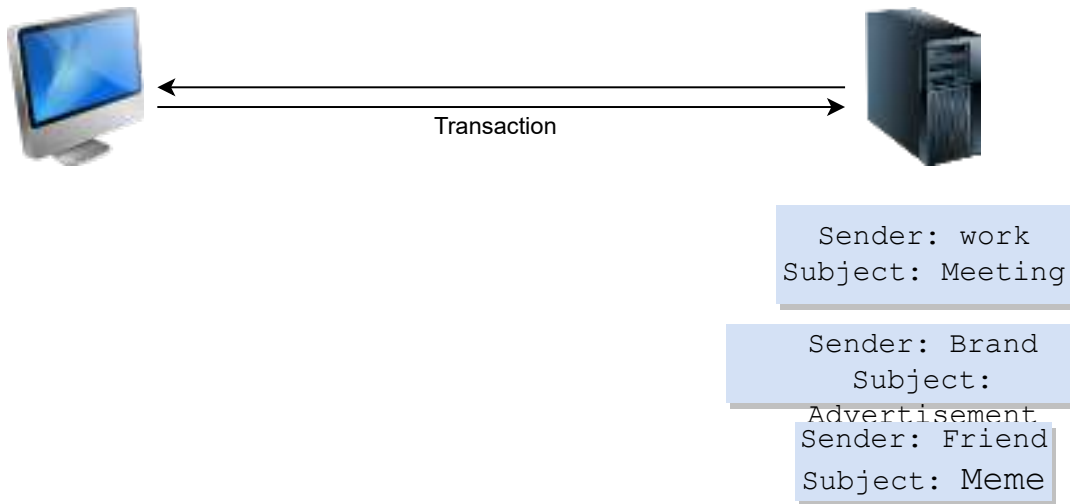 Transaction
Sender: work
Subject: Meeting
Sender: Brand
Subject:
Advertisement
Sender: Friend
Subject: Meme